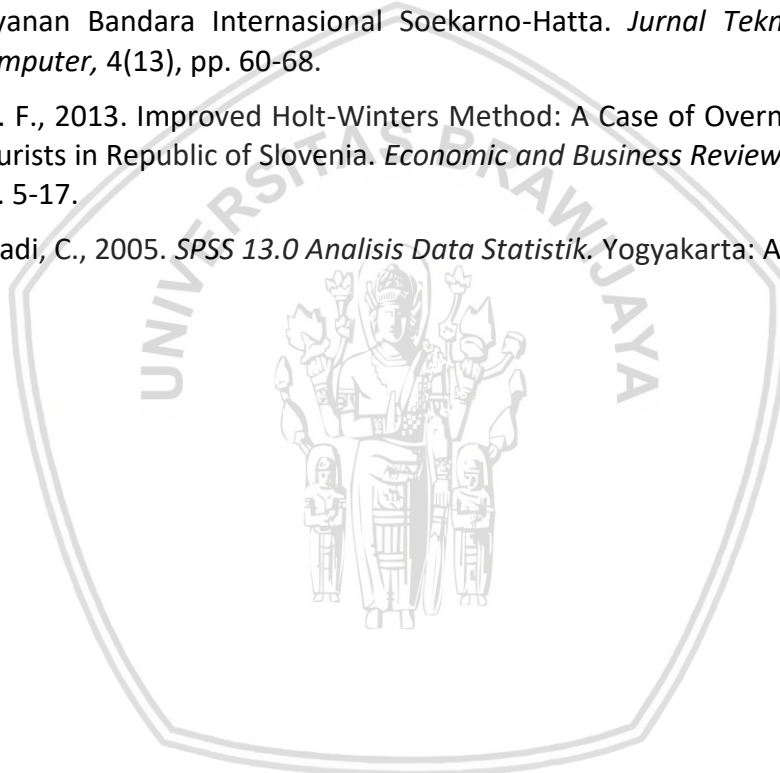 yanan Bandara Internasional Soekarno-Hatta. Jurnal Tekn
mputer, 4(13), pp. 60-68.
. F., 2013. Improved Holt-Winters Method: A Case of Overn
urists in Republic of Slovenia. Economic and Business Review
. 5-17.
adi, C., 2005. SPSS 13.0 Analisis Data Statistik. Yogyakarta: A
UNIVERSITAS BRAWIJAYA